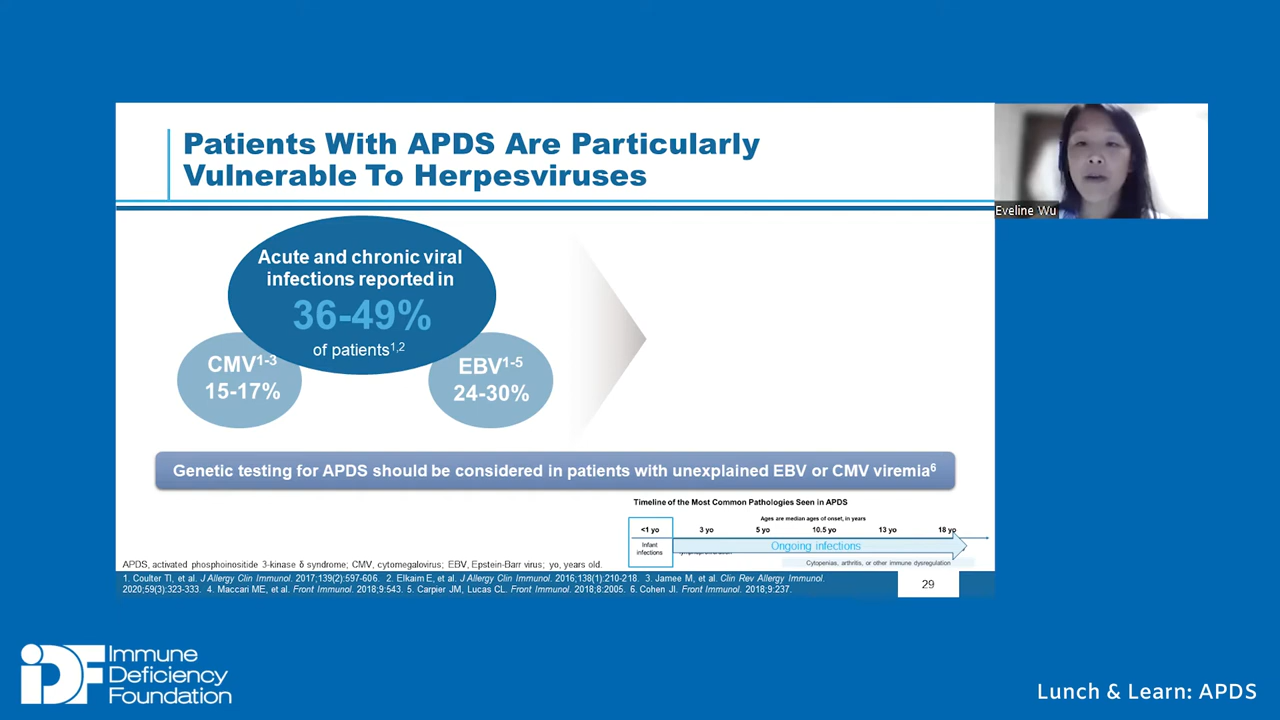 Patients With APDS Are Particularly
Vulnerable To Herpesviruses
Eveline Wu
Acute and chronic viral
infections reported in
36-49%
of patients1,2
CMV1-3
15-17%
EBV1-5
24-30%
Genetic testing for APDS should be considered in patients with unexplained EBV or CMV viremia6
Timeline of the Most Common Pathologies Seen in APDS
Ages are median ages of onset, in years
<1 yo 3 yo 5 yo 10.5 yo 13 yo 18 yo
Infant
infections
Ongoing infections
Cytopenias, arthritis, or other immune dysregulation
APDS, activated phosphoinositide 3-kinase δ syndrome; CMV, cytomegalovirus; EBV, Epstein-Barr virus; yo, years old.
1. Coulter TI, et al. J Allergy Clin Immunol. 2017;139(2):597-606. 2. Elkaim E, et al. J Allergy Clin Immunol. 2016;138(1):210-218. 3. Jamee M, et al. Clin Rev Allergy Immunol.
2020;59(3):323-333. 4. Maccari ME, et al. Front Immunol. 2018;9:543. 5. Carpier JM, Lucas CL. Front Immunol. 2018;8:2005. 6. Cohen JI. Front Immunol. 2018;9:237.
29
IDF
Immune
Deficiency
Foundation
Lunch & Learn: APDS